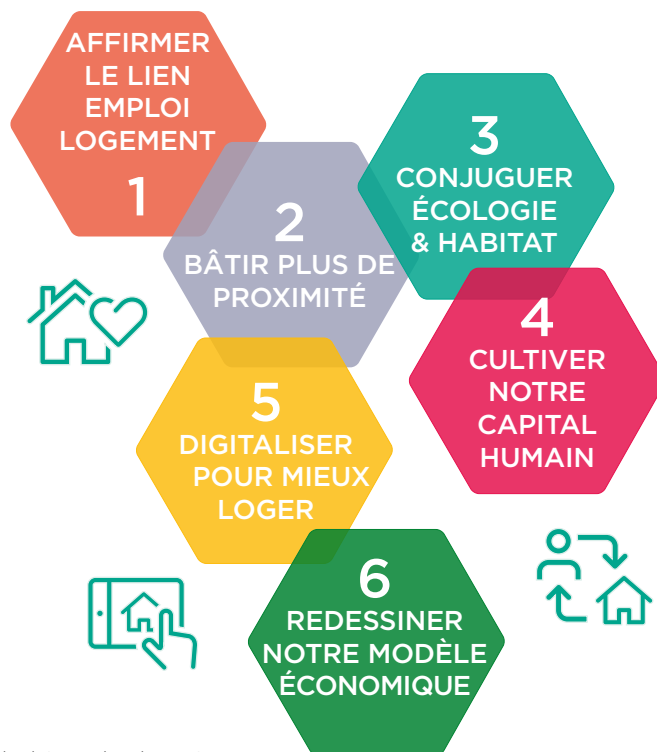 AFFIRMER
LE LIEN
EMPLOI
LOGEMENT
1
2
BÂTIR PLUS DE
PROXIMITÉ
3
CONJUGUER
ÉCOLOGIE
& HABITAT
4
CULTIVER
NOTRE
CAPITAL
HUMAIN
5
DIGITALISER
POUR MIEUX
LOGER
6
REDESSINER
NOTRE MODÈLE
ÉCONOMIQUE